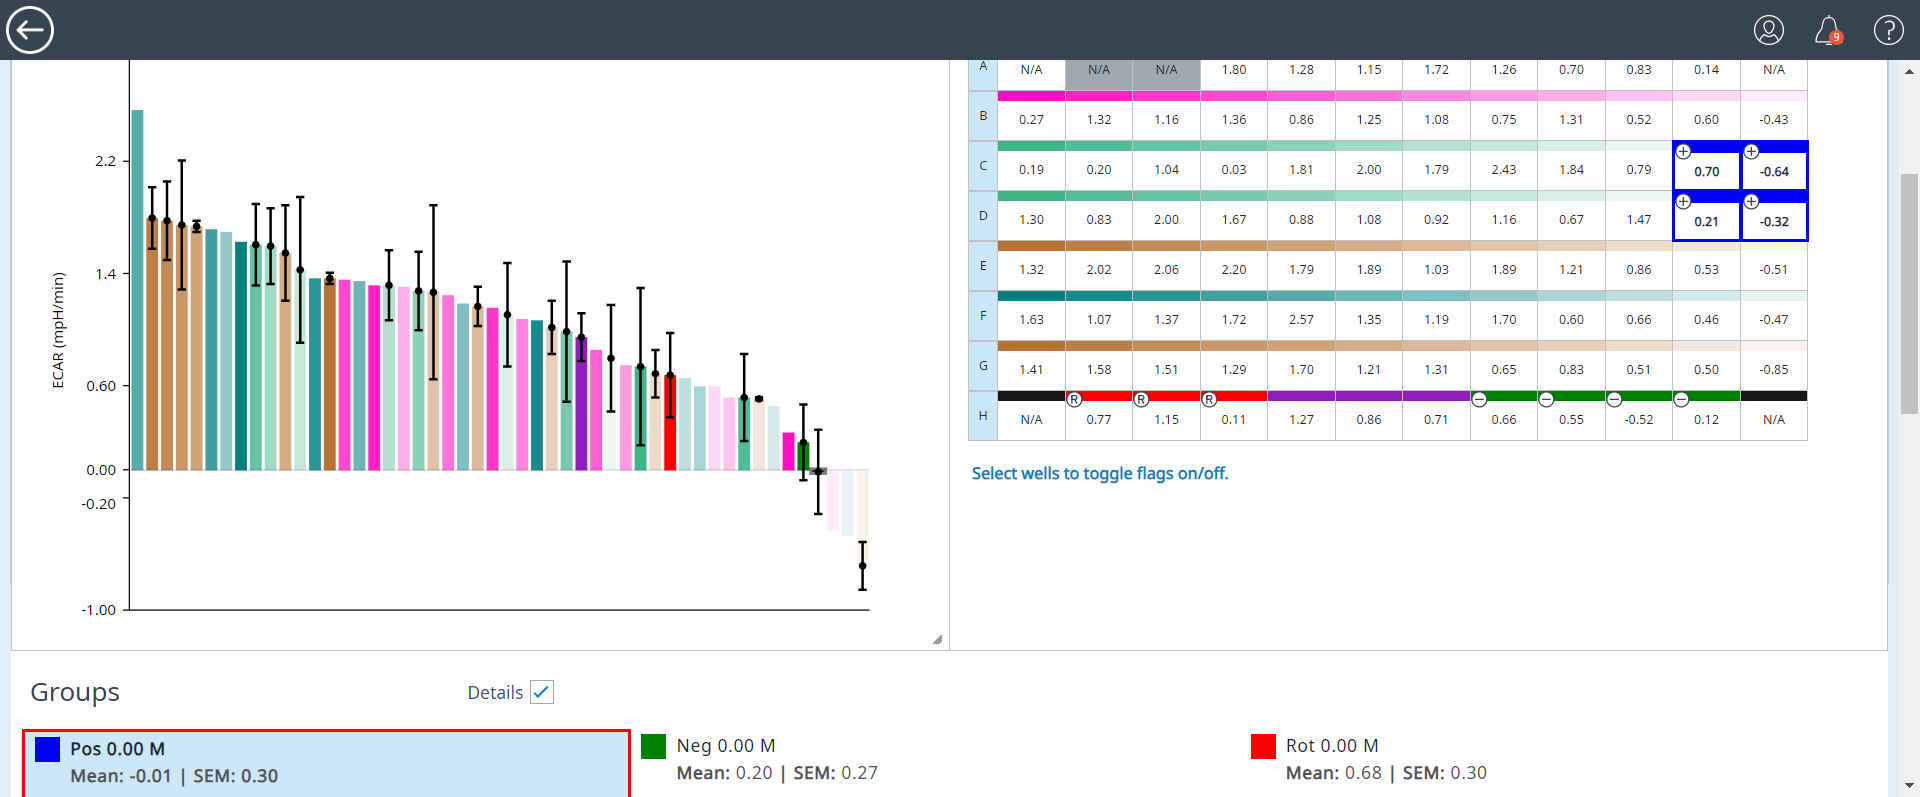 9
2.2
1.4
0.60
0.00
-0.20
-1.00
ECAR (mpH/min)
A N/A N/A N/A 1.80 1.28 1.15 1.72 1.26 0.70 0.83 0.14 N/A
B 0.27 1.32 1.16 1.36 0.86 1.25 1.08 0.75 1.31 0.52 0.60 -0.43
C 0.19 0.20 1.04 0.03 1.81 2.00 1.79 2.43 1.84 0.79 0.70 -0.64
D 1.30 0.83 2.00 1.67 0.88 1.08 0.92 1.16 0.67 1.47 0.21 -0.32
E 1.32 2.02 2.06 2.20 1.79 1.89 1.03 1.89 1.21 0.86 0.53 -0.51
F 1.63 1.07 1.37 1.72 2.57 1.35 1.19 1.70 0.60 0.66 0.46 -0.47
G 1.41 1.58 1.51 1.29 1.70 1.21 1.31 0.65 0.83 0.51 0.50 -0.85
R R R
H N/A 0.77 1.15 0.11 1.27 0.86 0.71 0.66 0.55 -0.52 0.12 N/A
Select wells to toggle flags on/off.
Groups
Details
Pos 0.00 M
Mean: -0.01 | SEM: 0.30
Neg 0.00 M
Mean: 0.20 | SEM: 0.27
Rot 0.00 M
Mean: 0.68 | SEM: 0.30